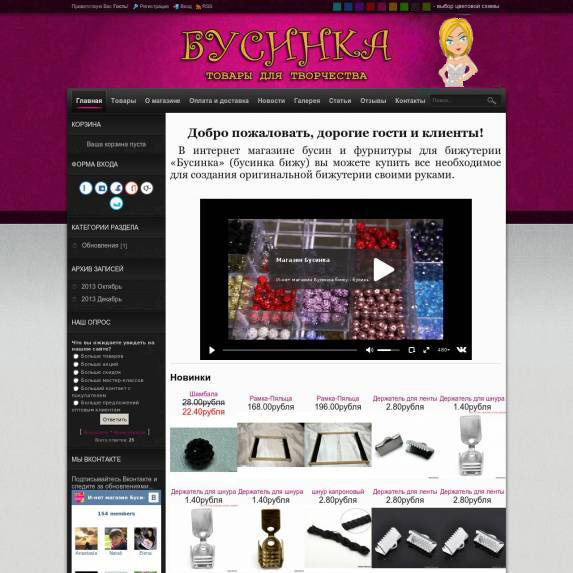 Приветствую Вас Гость! Регистрация Вход RSS
- выбор цветовой схемы
БУСИНКА
ТОВАРЫ ДЛЯ ТВОРЧЕСТВА
Главная Товары О магазине Оплата и доставка Новости Галерея Статьи Отзывы Контакты Поиск...
КОРЗИНА
Ваша корзина пуста
ФОРМА ВХОДА
КАТЕГОРИИ РАЗДЕЛА
Обновления [1]
АРХИВ ЗАПИСЕЙ
2013 Октябрь
2013 Декабрь
НАШ ОПРОС
Что вы ожидаете увидеть на нашем сайте?
Больше товаров
Больше акций
Больше скидок
Больше мастер-классов
Больший контакт с покупателем
Больше предложений оптовым клиентам
Ответить
Всего ответов: 25
МЫ ВКОНТАКТЕ
Подписывайтесь Вконтакте и следите за обновлениями...
И-нет магазин Буси
154 members
Anastasia Natali Elena
Добро пожаловать, дорогие гости и клиенты!
В интернет магазине бусин и фурнитуры для бижутерии
«Бусинка» (бусинка бижу) вы можете купить все необходимое
для создания оригинальной бижутерии своими руками.
Магазин Бусинка
И-нет магазин Бусинка бижу - бусины
480+
Новинки
Шамбала Рамка-Пяльца Рамка-Пяльца Держатель для ленты Держатель для шнура
28.00рубля 168.00рубля 196.00рубля 2.80рубля 1.40рубля
22.40рубля
Держатель для шнура Держатель для шнура шнур капроновый Держатель для ленты Держатель для ленты
1.40рубля 1.40рубля 2.80рубля 2.80рубля 2.80рубля